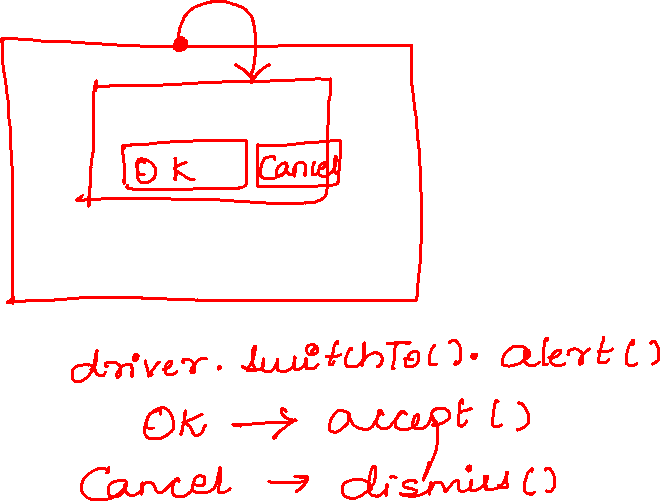 OK Cancel
driver.switchTo().alert()
OK → accept()
Cancel → dismiss()